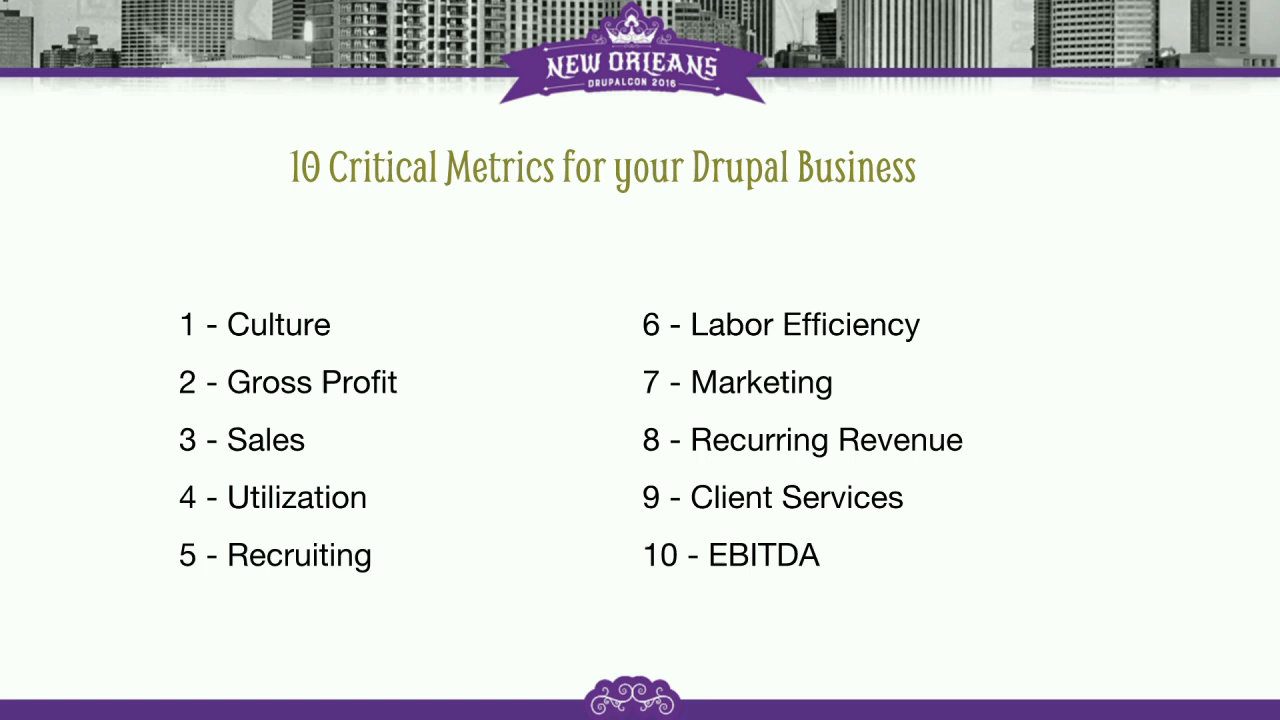 NEW ORLEANS
DRUPALCON 2016
10 Critical Metrics for your Drupal Business
1 - Culture
2 - Gross Profit
3 - Sales
4 - Utilization
5 - Recruiting
6 - Labor Efficiency
7 - Marketing
8 - Recurring Revenue
9 - Client Services
10 - EBITDA